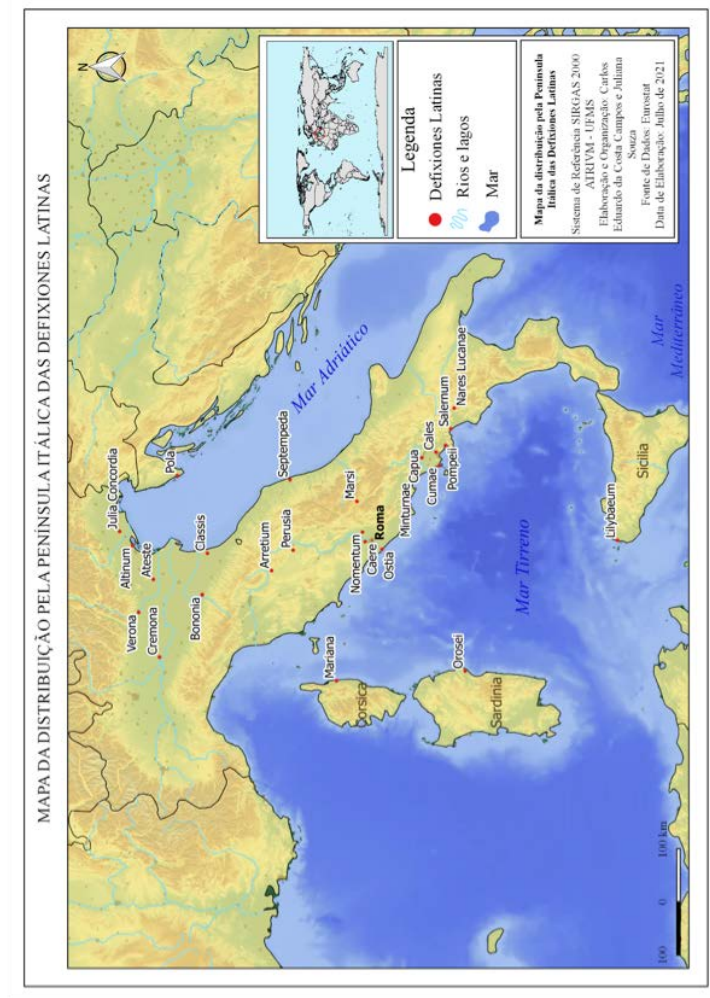 MAPA DA DISTRIBUIÇÃO PELA PENÍNSULA ITÁLICA DAS DEFIXIONES LATINAS
N
Julia Concordia
Altinum
Verona
Ateste
Cremona
Pola
Classis
Bononia
Arretium
Septempeda
Perusia
Mar Adriático
Mariana
Corsica
Marsi
Nomentum
Caere
Roma
Ostia
Minturnae
Capua
Cales
Cumae
Pompeii
Salernum
Nares Lucanae
Orosei
Sardinia
Mar Tirreno
Lilybaeum
Sicilia
Mar
Mediterrâneo
100
0
100 km
Legenda
Defixiones Latinas
Rios e lagos
Mar
Mapa da distribuição pela Península
Itálica das Defixiones Latinas
Sistema de Referência SIRGAS 2000
ATRIVM - UFMS
Elaboração e Organização: Carlos
Eduardo da Costa Campos e Juliana
Souza
Fonte de Dados: Eurostat
Data de Elaboração: Julho de 2021